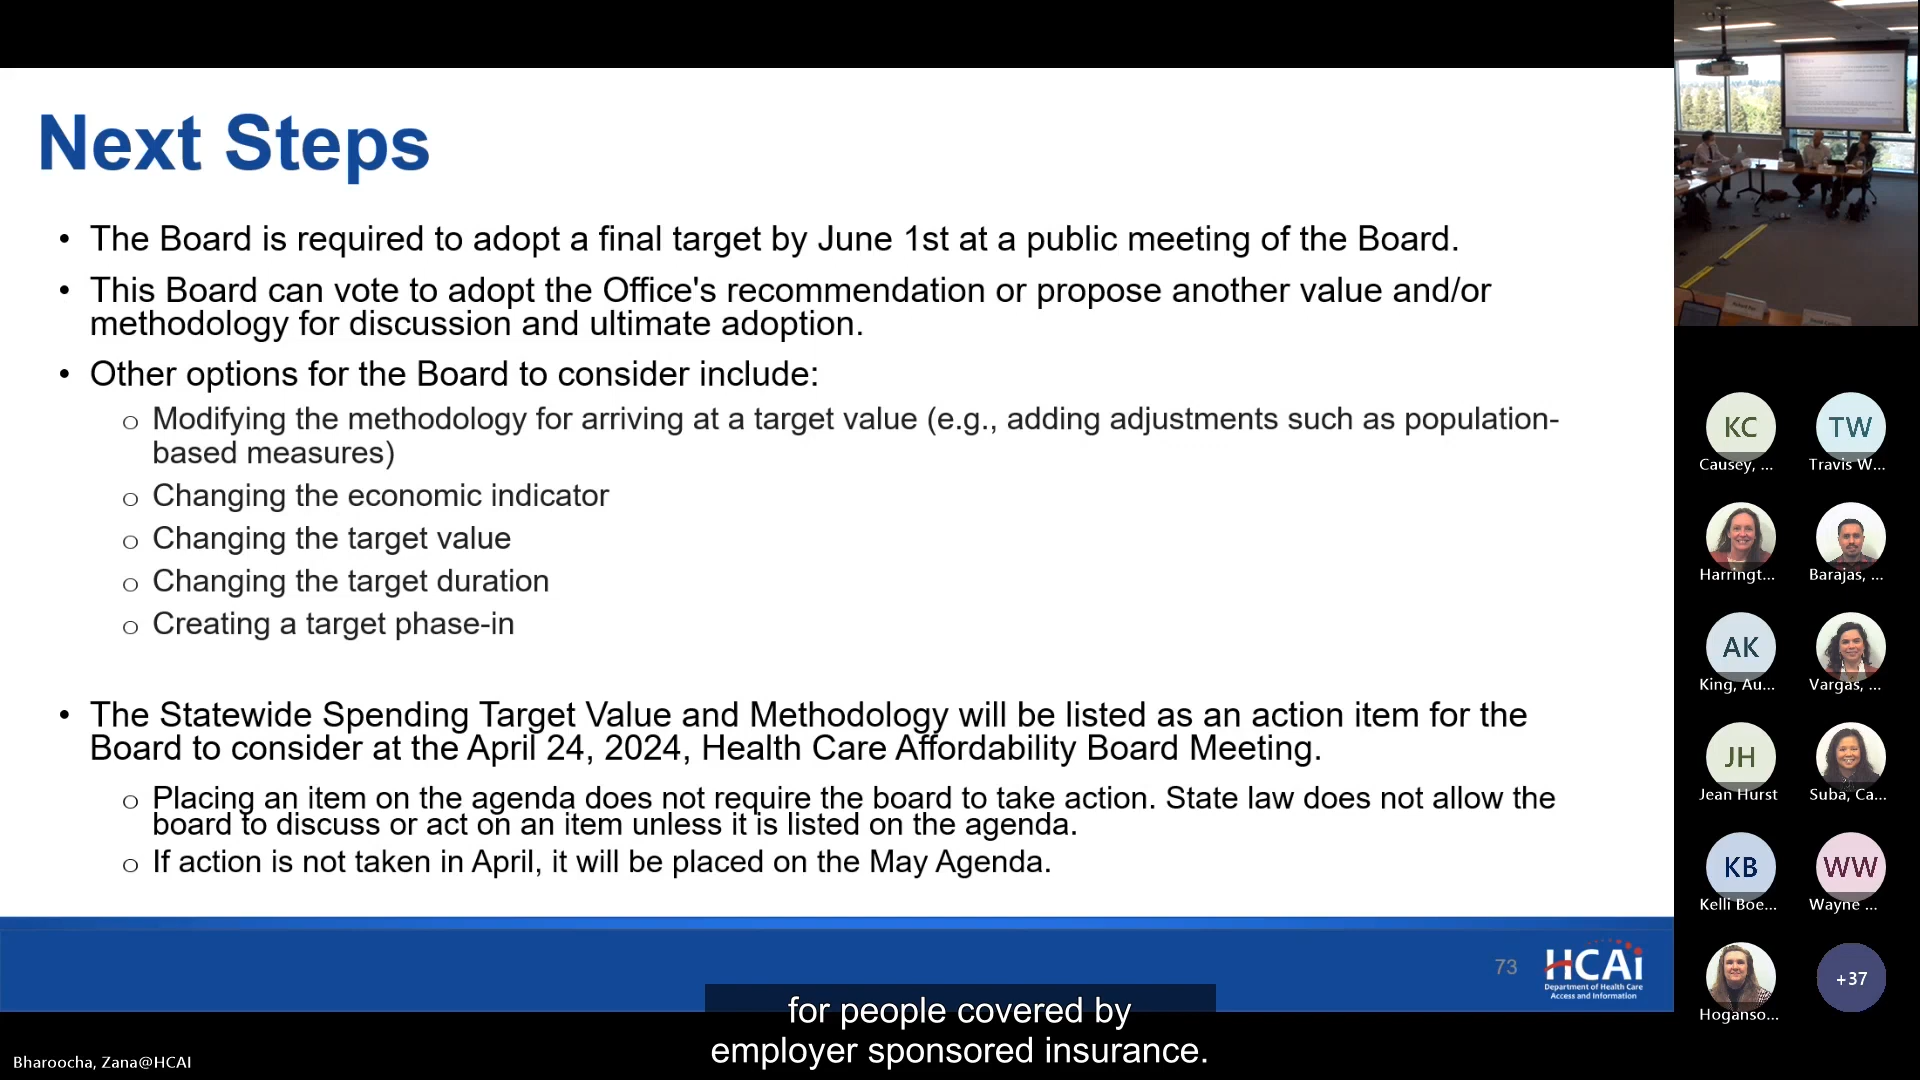 Next Steps
• The Board is required to adopt a final target by June 1st at a public meeting of the Board.
• This Board can vote to adopt the Office's recommendation or propose another value and/or
methodology for discussion and ultimate adoption.
• Other options for the Board to consider include:
o Modifying the methodology for arriving at a target value (e.g., adding adjustments such as population-
based measures)
o Changing the economic indicator
o Changing the target value
o Changing the target duration
o Creating a target phase-in
• The Statewide Spending Target Value and Methodology will be listed as an action item for the
Board to consider at the April 24, 2024, Health Care Affordability Board Meeting.
o Placing an item on the agenda does not require the board to take action. State law does not allow the
board to discuss or act on an item unless it is listed on the agenda.
o If action is not taken in April, it will be placed on the May Agenda.
73
HCAi
Department of Health Care
Access and Information
for people covered by
employer sponsored insurance.
Bharoocha, Zana@HCAI
KC
Causey, ...
TW
Travis W...
Harringt...
Barajas, ...
AK
King, Au...
Vargas, ...
JH
Jean Hurst
Suba, Ca...
KB
Kelli Boe...
WW
Wayne ...
Hoganso...
+37